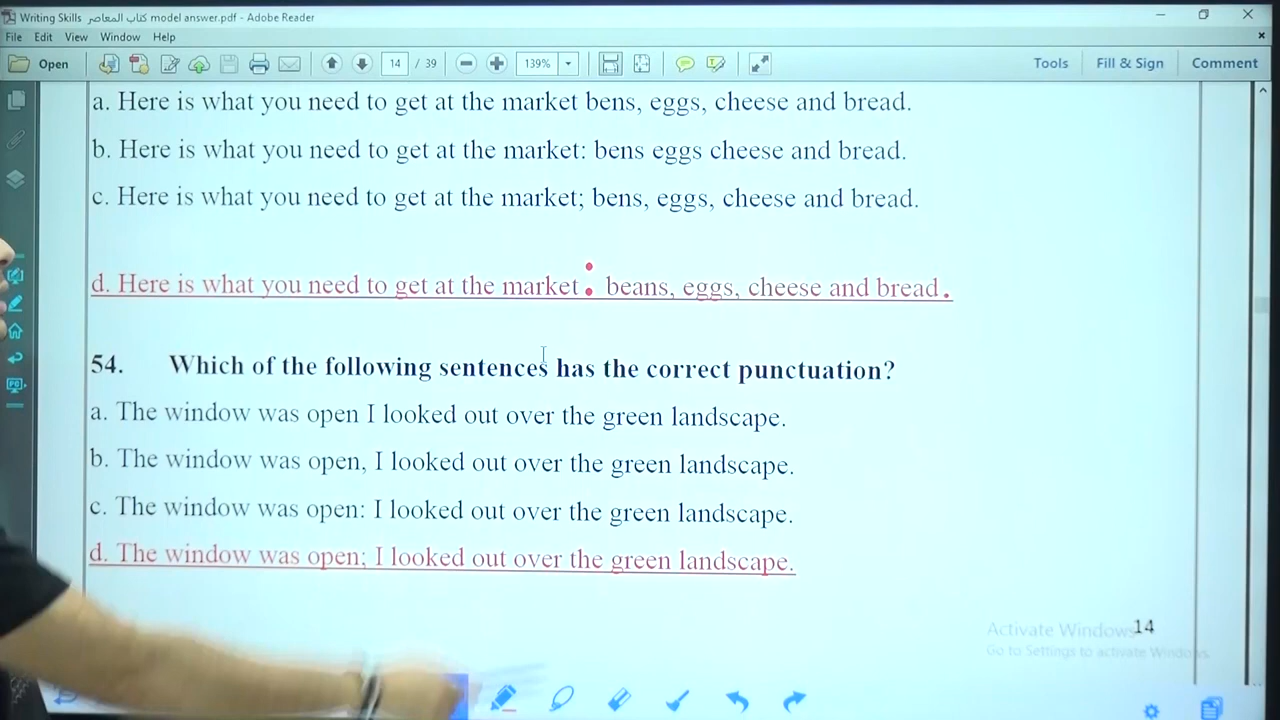 Writing Skills كتاب المعاصر model answer.pdf - Adobe Reader
File Edit View Window Help
Open 14 / 39 139% Tools Fill & Sign Comment
a. Here is what you need to get at the market bens, eggs, cheese and bread.
b. Here is what you need to get at the market: bens eggs cheese and bread.
c. Here is what you need to get at the market; bens, eggs, cheese and bread.
d. Here is what you need to get at the market: beans, eggs, cheese and bread.
54. Which of the following sentences has the correct punctuation?
a. The window was open I looked out over the green landscape.
b. The window was open, I looked out over the green landscape.
c. The window was open: I looked out over the green landscape.
d. The window was open; I looked out over the green landscape.
Activate Windows 14
Go to Settings to activate Windows.